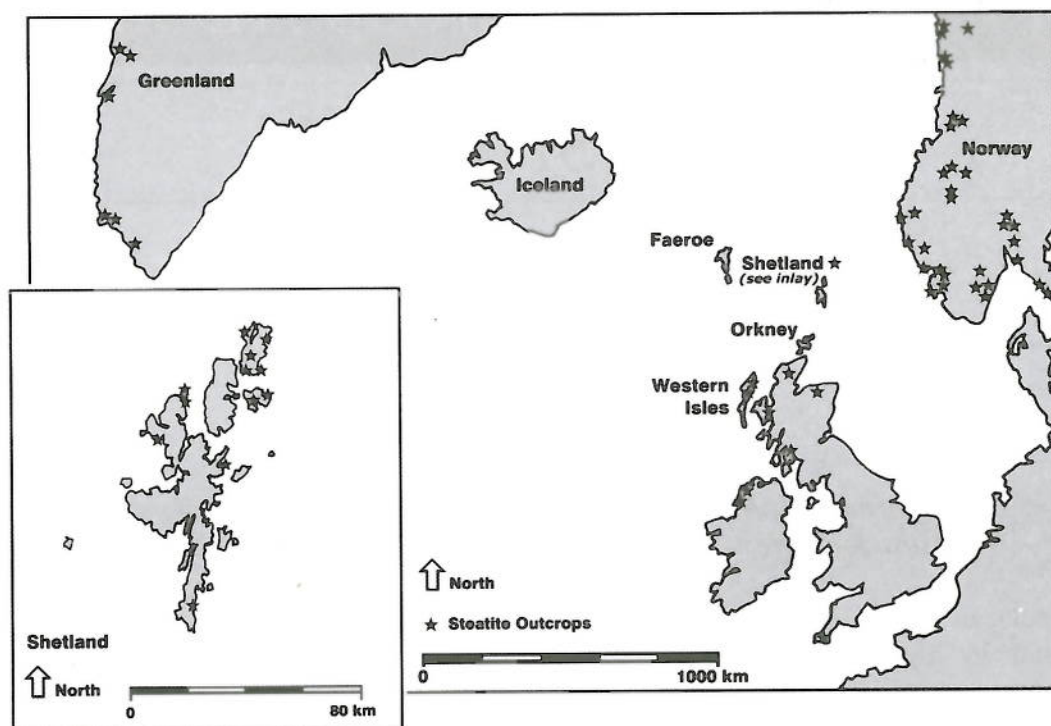 Greenland
Norway
Iceland
Faeroe
Shetland
(see inlay)
Orkney
Western
Isles
North
Steatite Outcrops
0 1000 km
Shetland
North
0 80 km